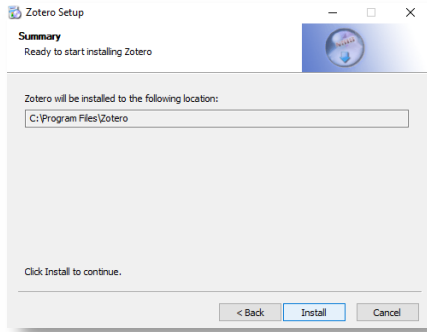 Zotero Setup
Summary
Ready to start installing Zotero
Zotero will be installed to the following location:
C:\Program Files\Zotero
Click Install to continue.
< Back
Install
Cancel